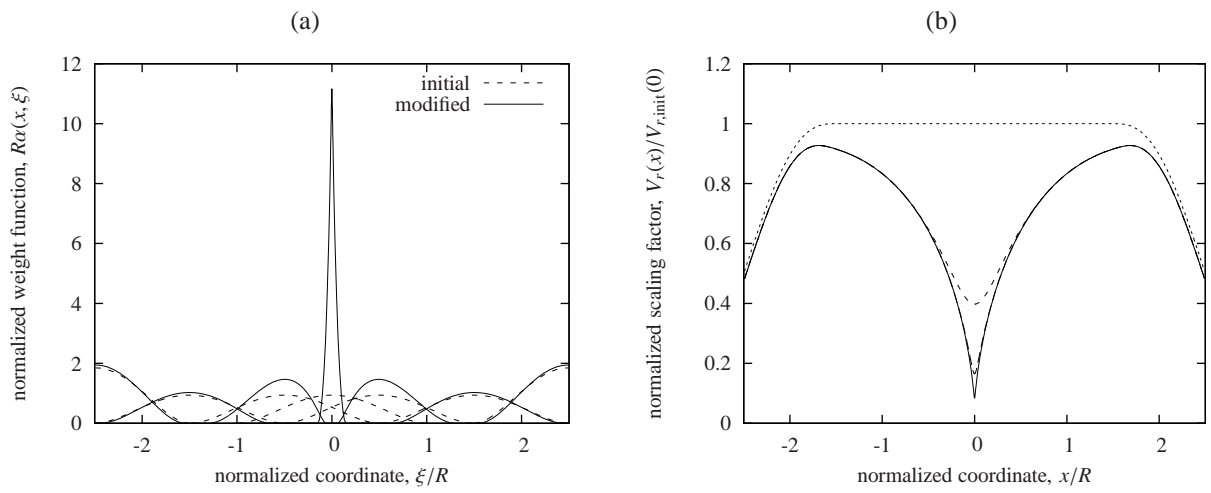 (a)
normalized weight function, Rα(x, ξ)
12
10
8
6
4
2
0
initial
modified
-2 -1 0 1 2
normalized coordinate, ξ/R
(b)
normalized scaling factor, V_r(x)/V_{r,init}(0)
1.2
1
0.8
0.6
0.4
0.2
0
-2 -1 0 1 2
normalized coordinate, x/R